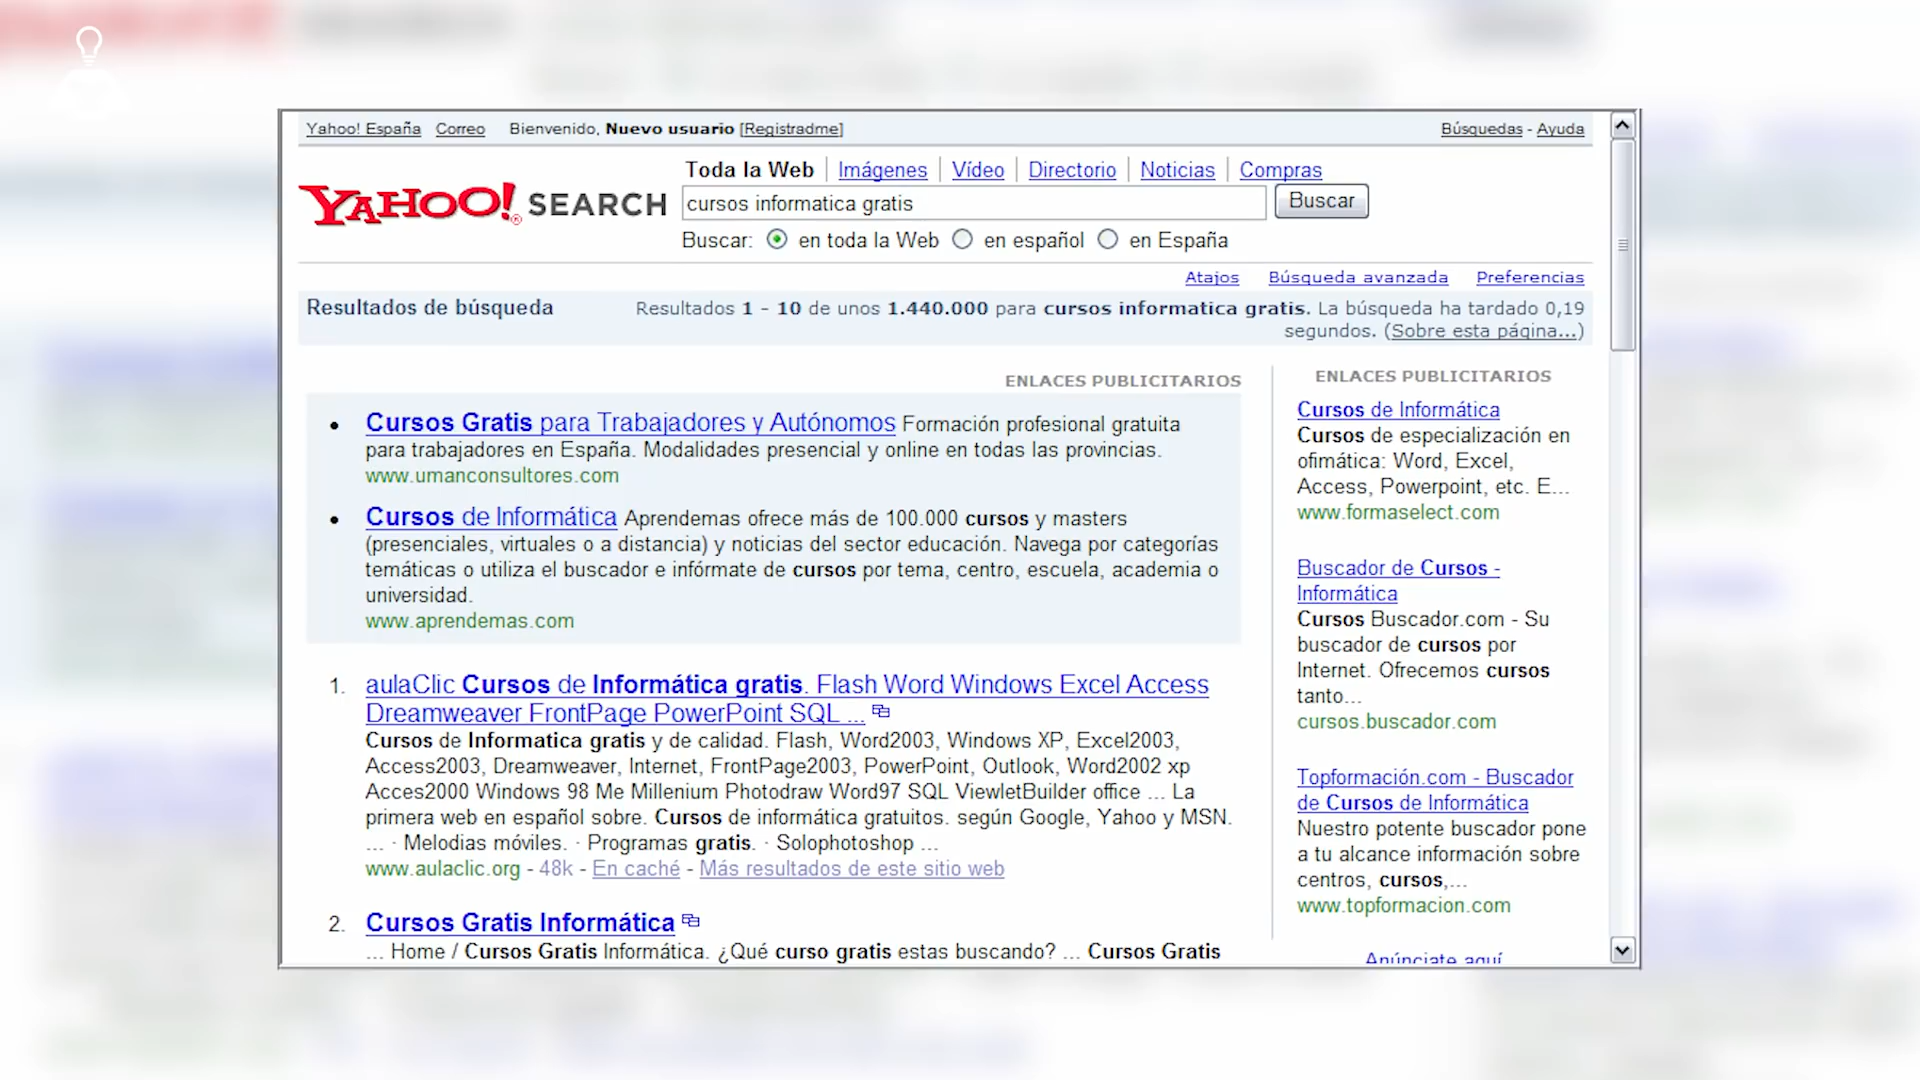 Yahoo! España Correo Bienvenido, Nuevo usuario [Registradme] Búsquedas - Ayuda
Toda la Web Imágenes Vídeo Directorio Noticias Compras
YAHOO!® SEARCH
cursos informatica gratis Buscar
Buscar: en toda la Web en español en España
Atajos Búsqueda avanzada Preferencias
Resultados de búsqueda
Resultados 1 - 10 de unos 1.440.000 para cursos informatica gratis. La búsqueda ha tardado 0,19
segundos. (Sobre esta página...)
ENLACES PUBLICITARIOS
• Cursos Gratis para Trabajadores y Autónomos Formación profesional gratuita
para trabajadores en España. Modalidades presencial y online en todas las provincias.
www.umanconsultores.com
• Cursos de Informática Aprendemas ofrece más de 100.000 cursos y masters
(presenciales, virtuales o a distancia) y noticias del sector educación. Navega por categorías
temáticas o utiliza el buscador e infórmate de cursos por tema, centro, escuela, academia o
universidad.
www.aprendemas.com
1. aulaClic Cursos de Informática gratis. Flash Word Windows Excel Access
Dreamweaver FrontPage PowerPoint SQL ...
Cursos de Informatica gratis y de calidad. Flash, Word2003, Windows XP, Excel2003,
Access2003, Dreamweaver, Internet, FrontPage2003, PowerPoint, Outlook, Word2002 xp
Acces2000 Windows 98 Me Millenium Photodraw Word97 SQL ViewletBuilder office ... La
primera web en español sobre. Cursos de informática gratuitos. según Google, Yahoo y MSN.
... · Melodias móviles. · Programas gratis. · Solophotoshop ...
www.aulaclic.org - 48k - En caché - Más resultados de este sitio web
2. Cursos Gratis Informática
... Home / Cursos Gratis Informática. ¿Qué curso gratis estas buscando? ... Cursos Gratis
ENLACES PUBLICITARIOS
Cursos de Informática
Cursos de especialización en
ofimática: Word, Excel,
Access, Powerpoint, etc. E...
www.formaselect.com
Buscador de Cursos -
Informática
Cursos Buscador.com - Su
buscador de cursos por
Internet. Ofrecemos cursos
tanto...
cursos.buscador.com
Topformación.com - Buscador
de Cursos de Informática
Nuestro potente buscador pone
a tu alcance información sobre
centros, cursos,...
www.topformacion.com
Anúnciate aquí